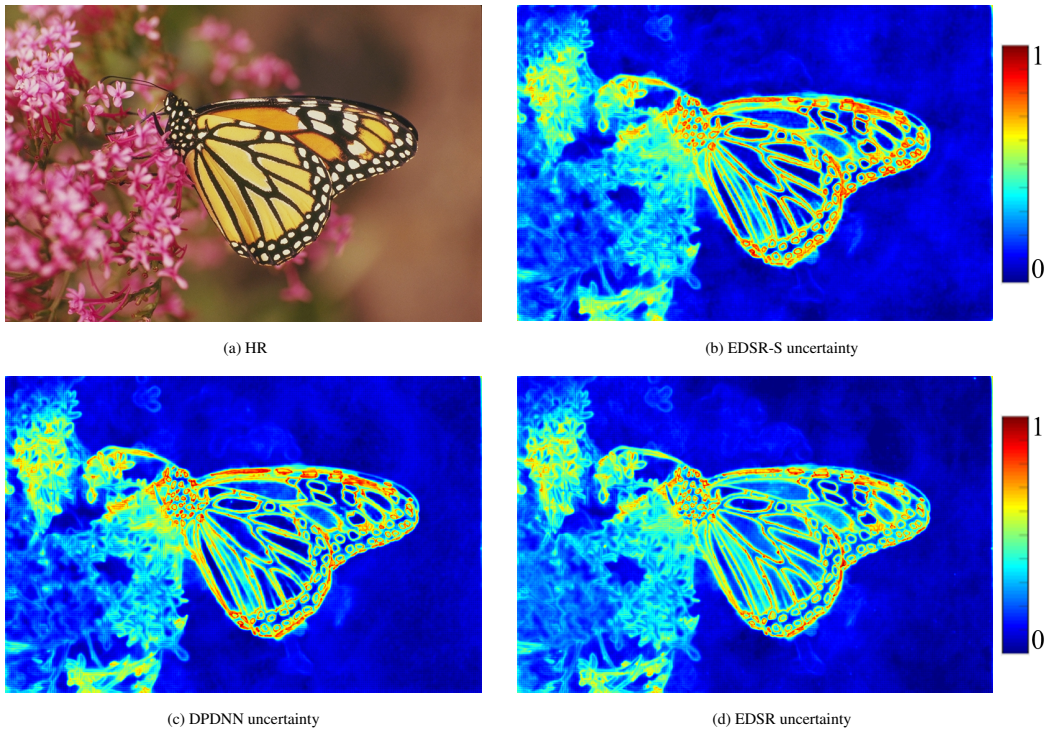 1
0
(a) HR
(b) EDSR-S uncertainty
1
0
(c) DPDNN uncertainty
(d) EDSR uncertainty